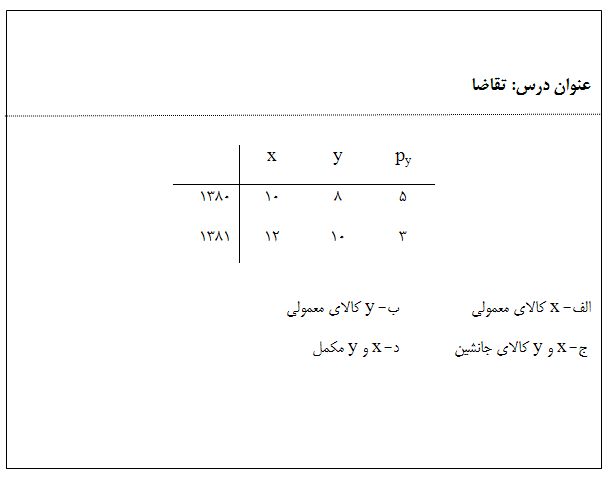 عنوان درس: تقاضا
x y py
۱۳۸۰ ۱۰ ۸ ۵
۱۳۸۱ ۱۲ ۱۰ ۳
الف- x کالای معمولی ب- y کالای معمولی
ج- x و y کالای جانشین د- x و y مکمل